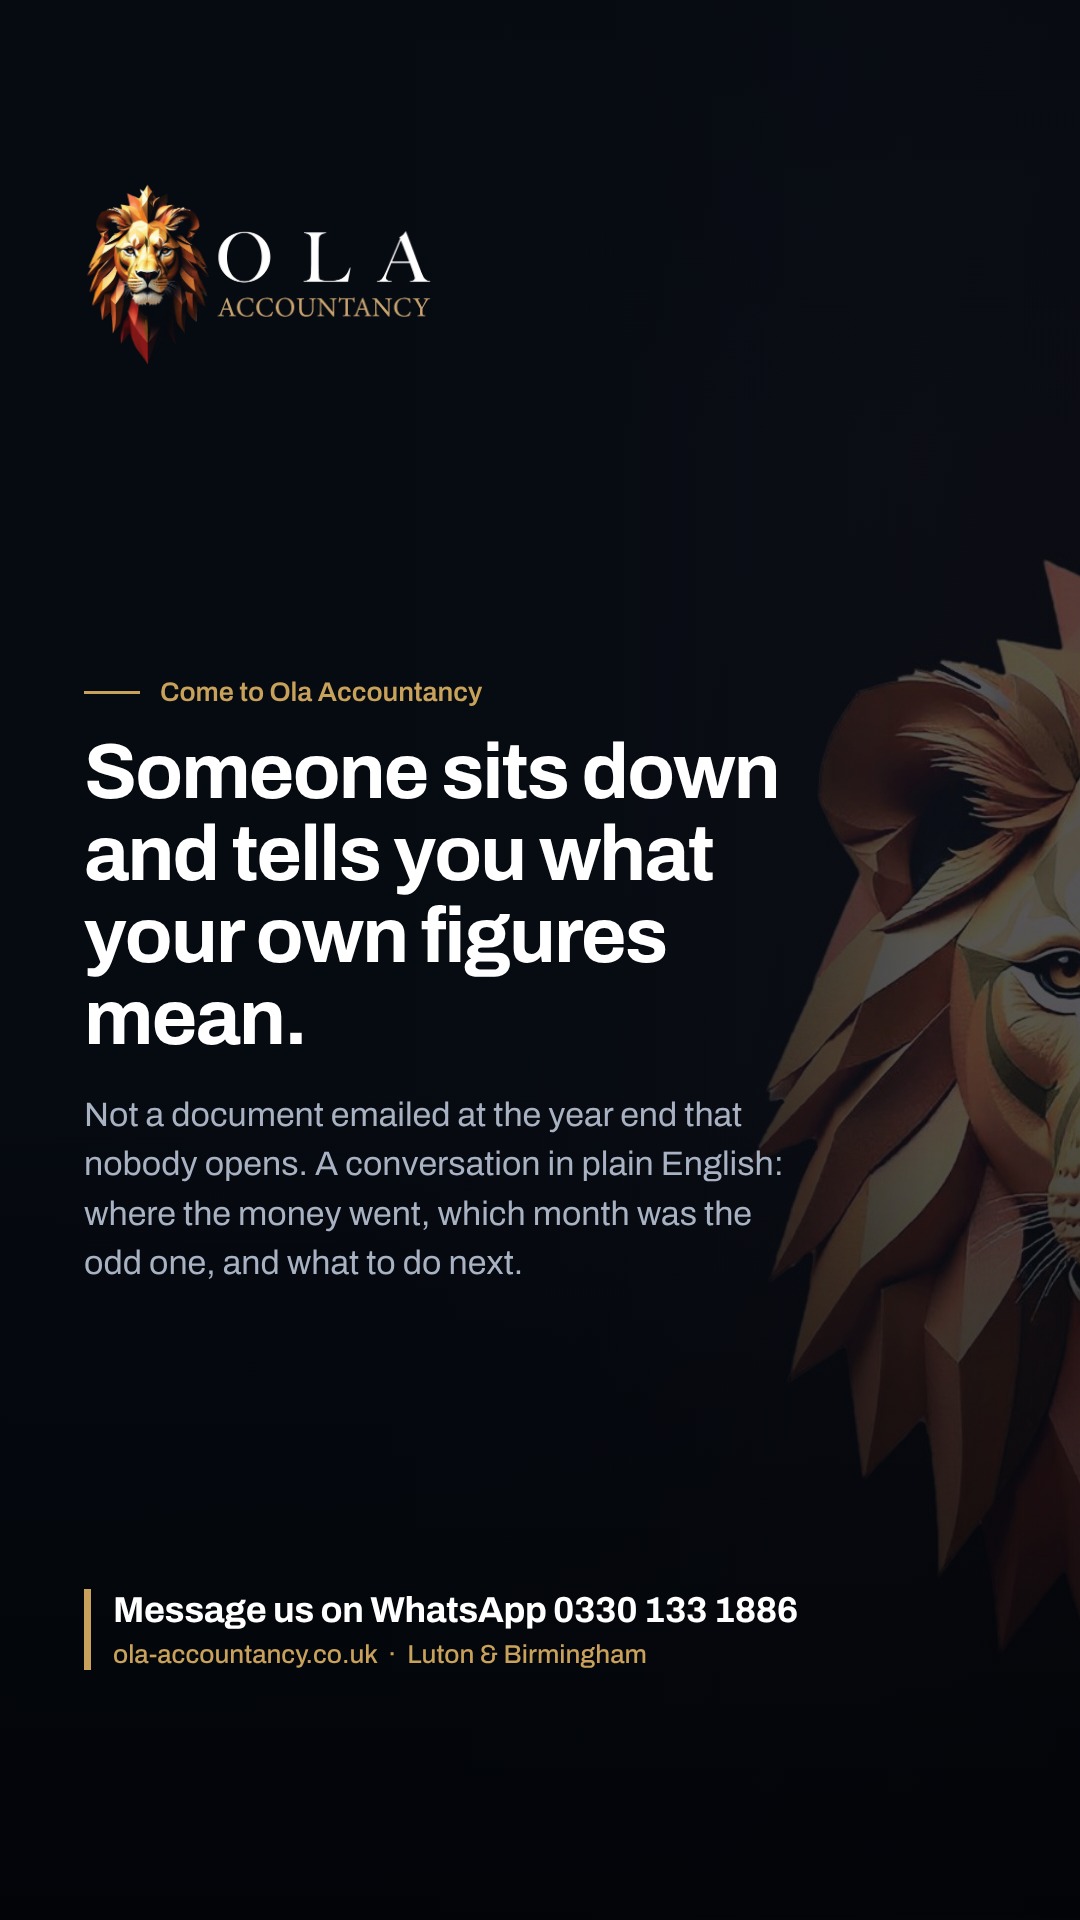 OLA
ACCOUNTANCY
Come to Ola Accountancy
Someone sits down
and tells you what
your own figures
mean.
Not a document emailed at the year end that
nobody opens. A conversation in plain English:
where the money went, which month was the
odd one, and what to do next.
Message us on WhatsApp 0330 133 1886
ola-accountancy.co.uk · Luton & Birmingham